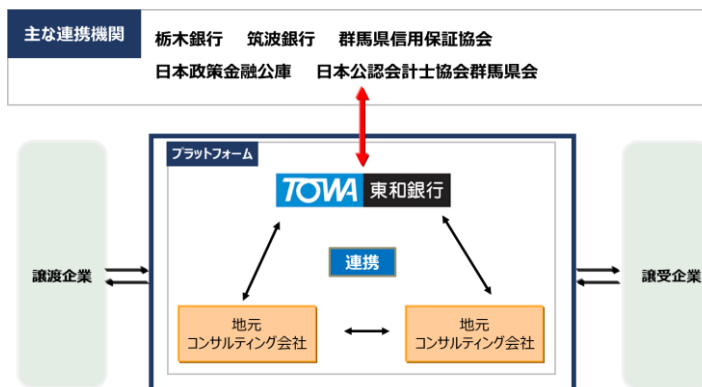 主な連携機関
栃木銀行 筑波銀行 群馬県信用保証協会
日本政策金融公庫 日本公認会計士協会群馬県会
プラットフォーム
TOWA 東和銀行
連携
譲渡企業
譲受企業
地元
コンサルティング会社
地元
コンサルティング会社